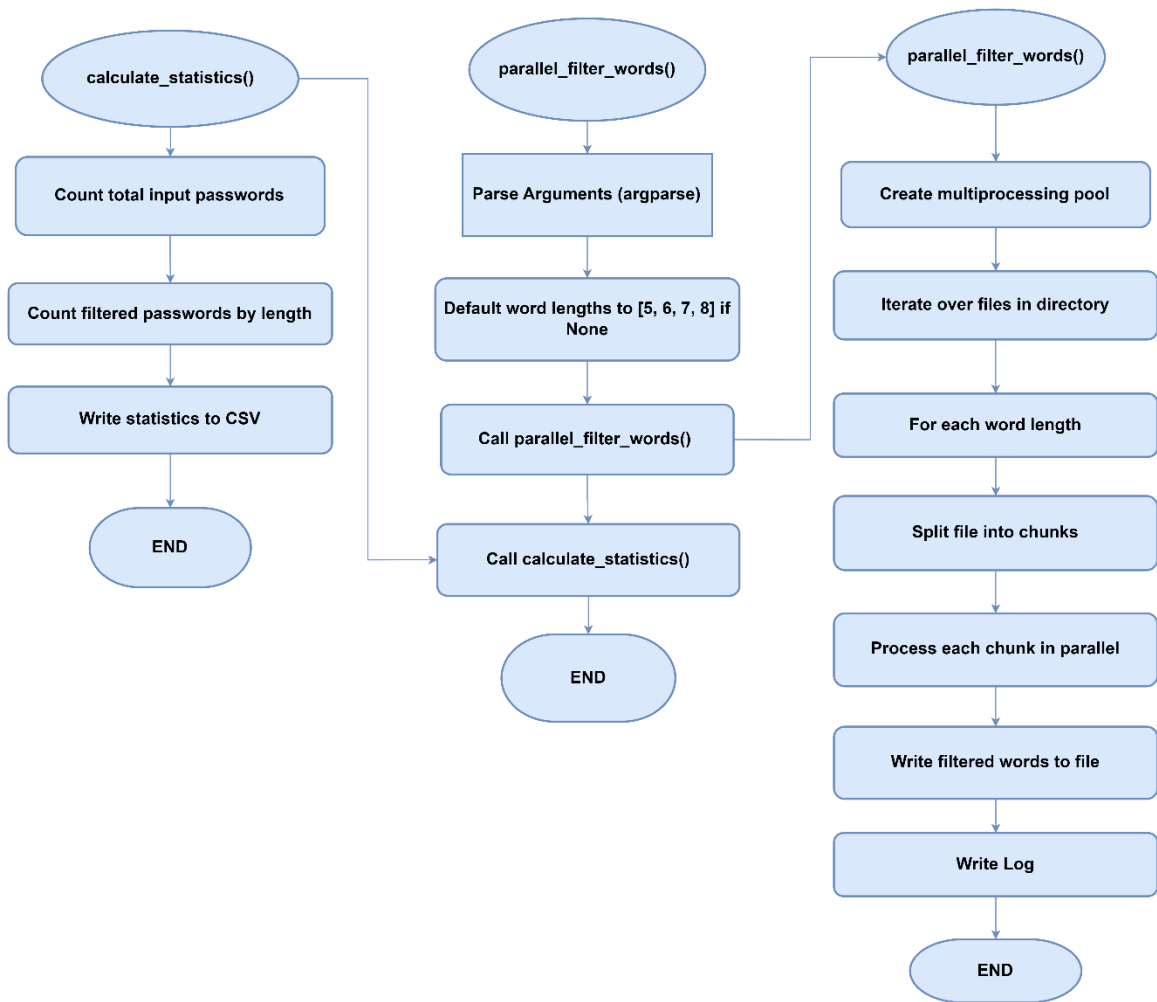 calculate_statistics()
Count total input passwords
Count filtered passwords by length
Write statistics to CSV
END
parallel_filter_words()
Parse Arguments (argparse)
Default word lengths to [5, 6, 7, 8] if
None
Call parallel_filter_words()
Call calculate_statistics()
END
parallel_filter_words()
Create multiprocessing pool
Iterate over files in directory
For each word length
Split file into chunks
Process each chunk in parallel
Write filtered words to file
Write Log
END